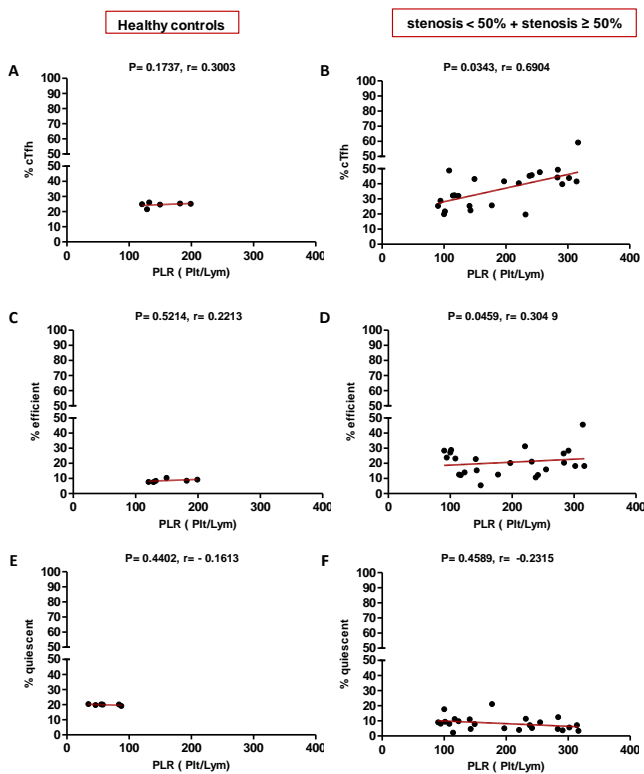 Healthy controls
stenosis < 50% + stenosis ≥ 50%
A
P= 0.1737, r= 0.3003
% cTfh
100
90
80
70
60
50
50
40
30
20
10
0
0 100 200 300 400
PLR ( Plt/Lym)
B
P= 0.0343, r= 0.6904
% cTfh
100
90
80
70
60
50
50
40
30
20
10
0
0 100 200 300 400
PLR ( Plt/Lym)
C
P= 0.5214, r= 0.2213
% efficient
100
90
80
70
60
50
50
40
30
20
10
0
0 100 200 300 400
PLR ( Plt/Lym)
D
P= 0.0459, r= 0.304 9
% efficient
100
90
80
70
60
50
50
40
30
20
10
0
0 100 200 300 400
PLR ( Plt/Lym)
E
P= 0.4402, r= - 0.1613
% quiescent
100
90
80
70
60
50
50
40
30
20
10
0
0 100 200 300 400
PLR ( Plt/Lym)
F
P= 0.4589, r= -0.2315
% quiescent
100
90
80
70
60
50
50
40
30
20
10
0
0 100 200 300 400
PLR ( Plt/Lym)